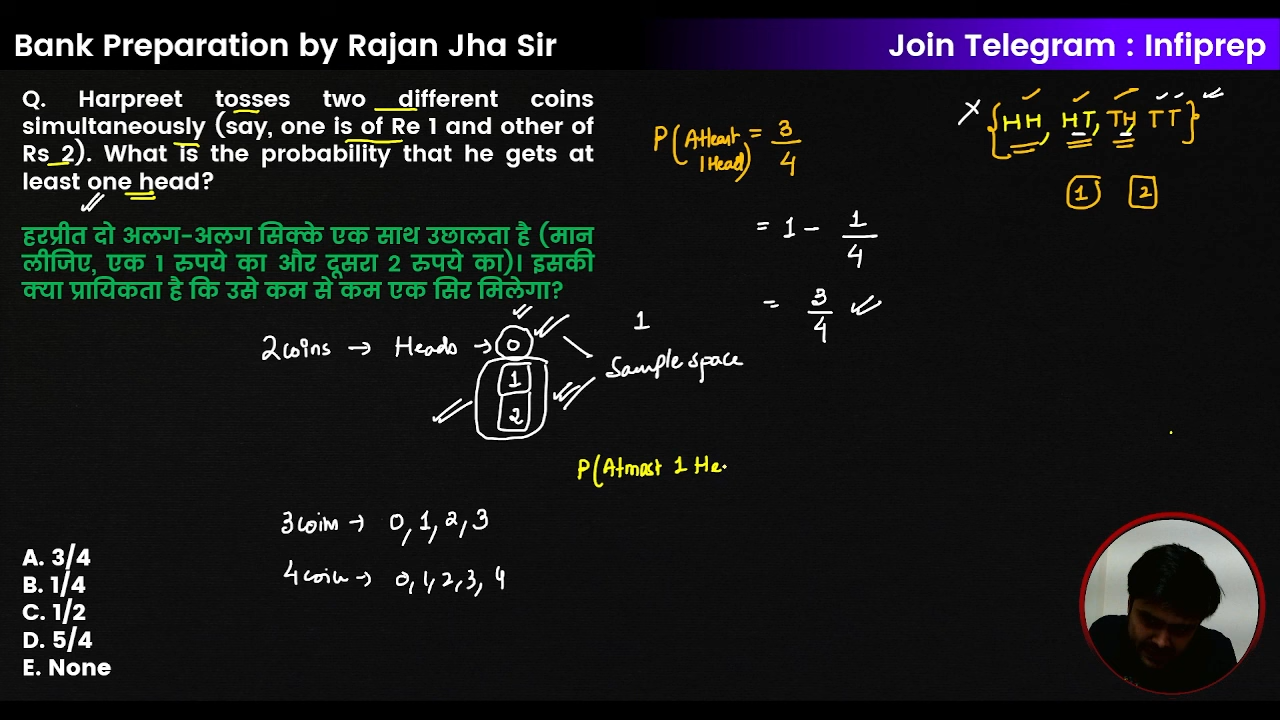 Bank Preparation by Rajan Jha Sir
Join Telegram : Infiprep
Q. Harpreet tosses two different coins
simultaneously (say, one is of Re 1 and other of
Rs 2). What is the probability that he gets at
least one head?
हरप्रीत दो अलग-अलग सिक्के एक साथ उछालता है (मान
लीजिए, एक 1 रुपये का और दूसरा 2 रुपये का)। इसकी
क्या प्रायिकता है कि उसे कम से कम एक सिर मिलेगा?
{HH, HT, TH, TT}
1 2
P(Atleast 1 Head) = 3/4
= 1 - 1/4
= 3/4
2coins → Heads → 0
1
2
1
Sample space
P(Atmost 1 He
3coins → 0, 1, 2, 3
4coins → 0, 1, 2, 3, 4
A. 3/4
B. 1/4
C. 1/2
D. 5/4
E. None